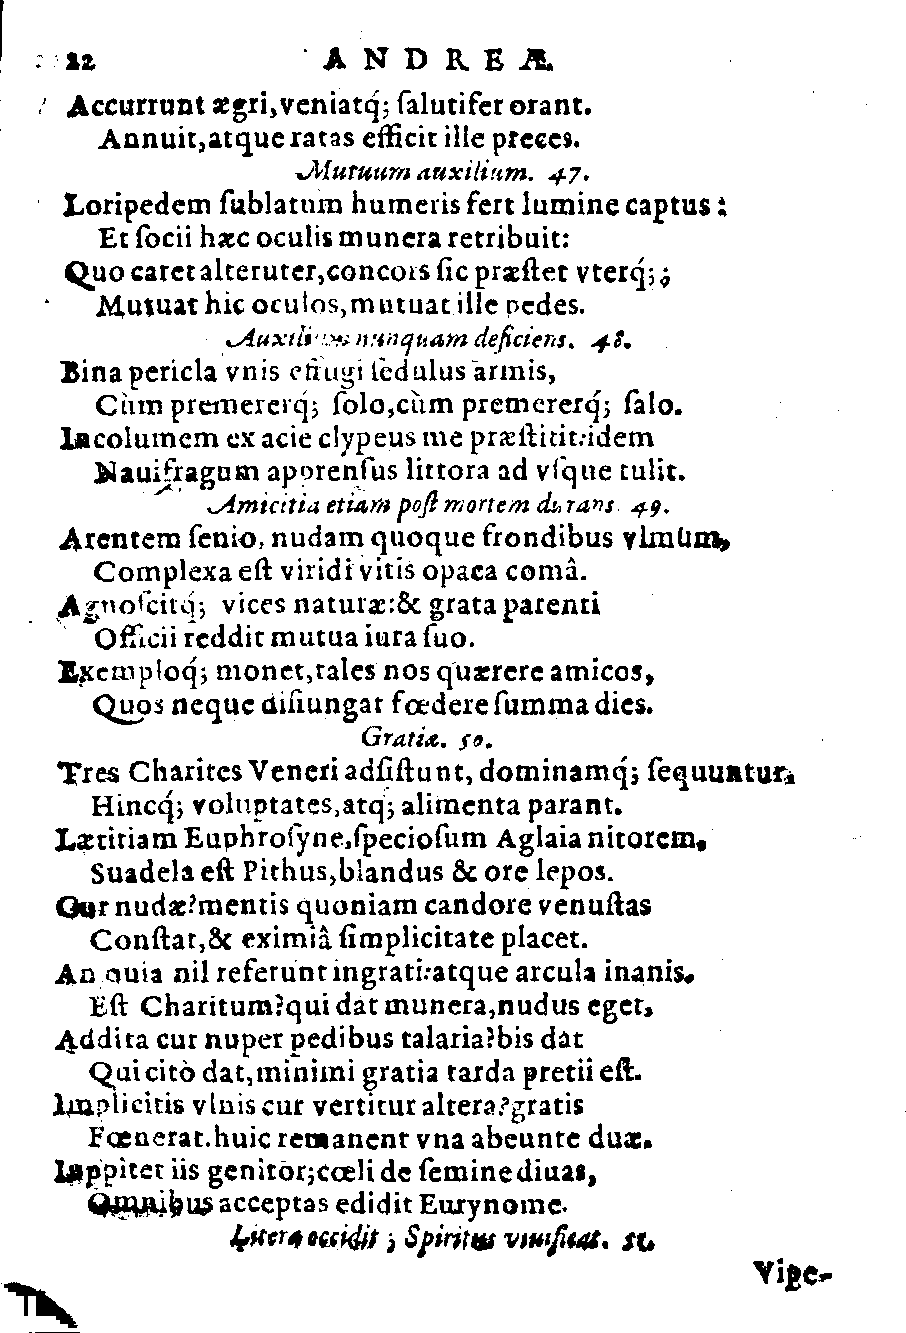 22 ANDREÆ.
Accurrunt ægri,veniatq́; ſalutifer orant.
Annuit,atque ratas efficit ille preces.
Mutuum auxilium. 47.
Loripedem ſublatum humeris fert lumine captus:
Et ſocii hæc oculis munera retribuit:
Quo caret alteruter,concors ſic præſtet vterq́;;
Mutuat hic oculos,mutuat ille pedes.
Auxilium nunquam deficiens. 48.
Bina pericla vnis effugi ſedulus armis,
Cùm premererq́; ſolo,cùm premererq́; ſalo.
Incolumem ex acie clypeus me præſtitit:idem
Nauifragum apprenſus littora ad vſque tulit.
Amicitia etiam poſt mortem durans. 49.
Arentem ſenio, nudam quoque frondibus vlmum,
Complexa eſt viridi vitis opaca comâ.
Agnoſcitq́; vices naturæ:& grata parenti
Officii reddit mutua iura ſuo.
Exemploq́; monet,tales nos quærere amicos,
Quos neque diſiungat fœdere ſumma dies.
Gratiæ. 50.
Tres Charites Veneri adſiſtunt, dominamq́; ſequuntur,
Hincq́; voluptates,atq; alimenta parant.
Lætitiam Euphroſyne,ſpecioſum Aglaia nitorem,
Suadela eſt Pithus,blandus & ore lepos.
Cur nudæ?mentis quoniam candore venuſtas
Conſtat,& eximiâ ſimplicitate placet.
An quia nil referunt ingrati:atque arcula inanis,
Eſt Charitum?qui dat munera,nudus eget,
Addita cur nuper pedibus talaria?bis dat
Qui citò dat,minimi gratia tarda pretii eſt.
Implicitis vlnis cur vertitur altera?gratis
Fœnerat.huic remanent vna abeunte duæ.
Iuppiter iis genitor;cœli de ſemine diuas,
Omnibus acceptas edidit Eurynome.
Litera occidit ; Spiritus viuificat. 51.
Vige-